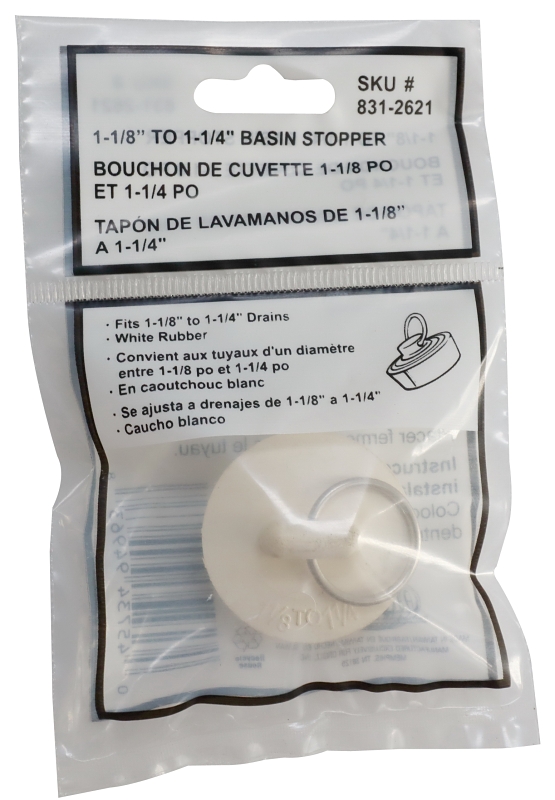 SKU #
831-2621
1-1/8” TO 1-1/4" BASIN STOPPER
BOUCHON DE CUVETTE 1-1/8 PO
ET 1-1/4 PO
TAPÓN DE LAVAMANOS DE 1-1/8”
A 1-1/4"
· Fits 1-1/8" to 1-1/4" Drains
· White Rubber
· Convient aux tuyaux d'un diamètre
entre 1-1/8 po et 1-1/4 po
· En caoutchouc blanc
· Se ajusta a drenajes de 1-1/8" a 1-1/4"
· Caucho blanco